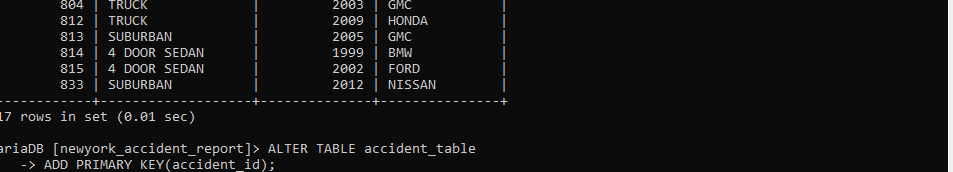 804 | TRUCK | 2003 | GMC |
812 | TRUCK | 2009 | HONDA |
813 | SUBURBAN | 2005 | GMC |
814 | 4 DOOR SEDAN | 1999 | BMW |
815 | 4 DOOR SEDAN | 2002 | FORD |
833 | SUBURBAN | 2012 | NISSAN |
------------+--------------------+---------------+---------------+
17 rows in set (0.01 sec)
ariaDB [newyork_accident_report]> ALTER TABLE accident_table
-> ADD PRIMARY KEY(accident_id);